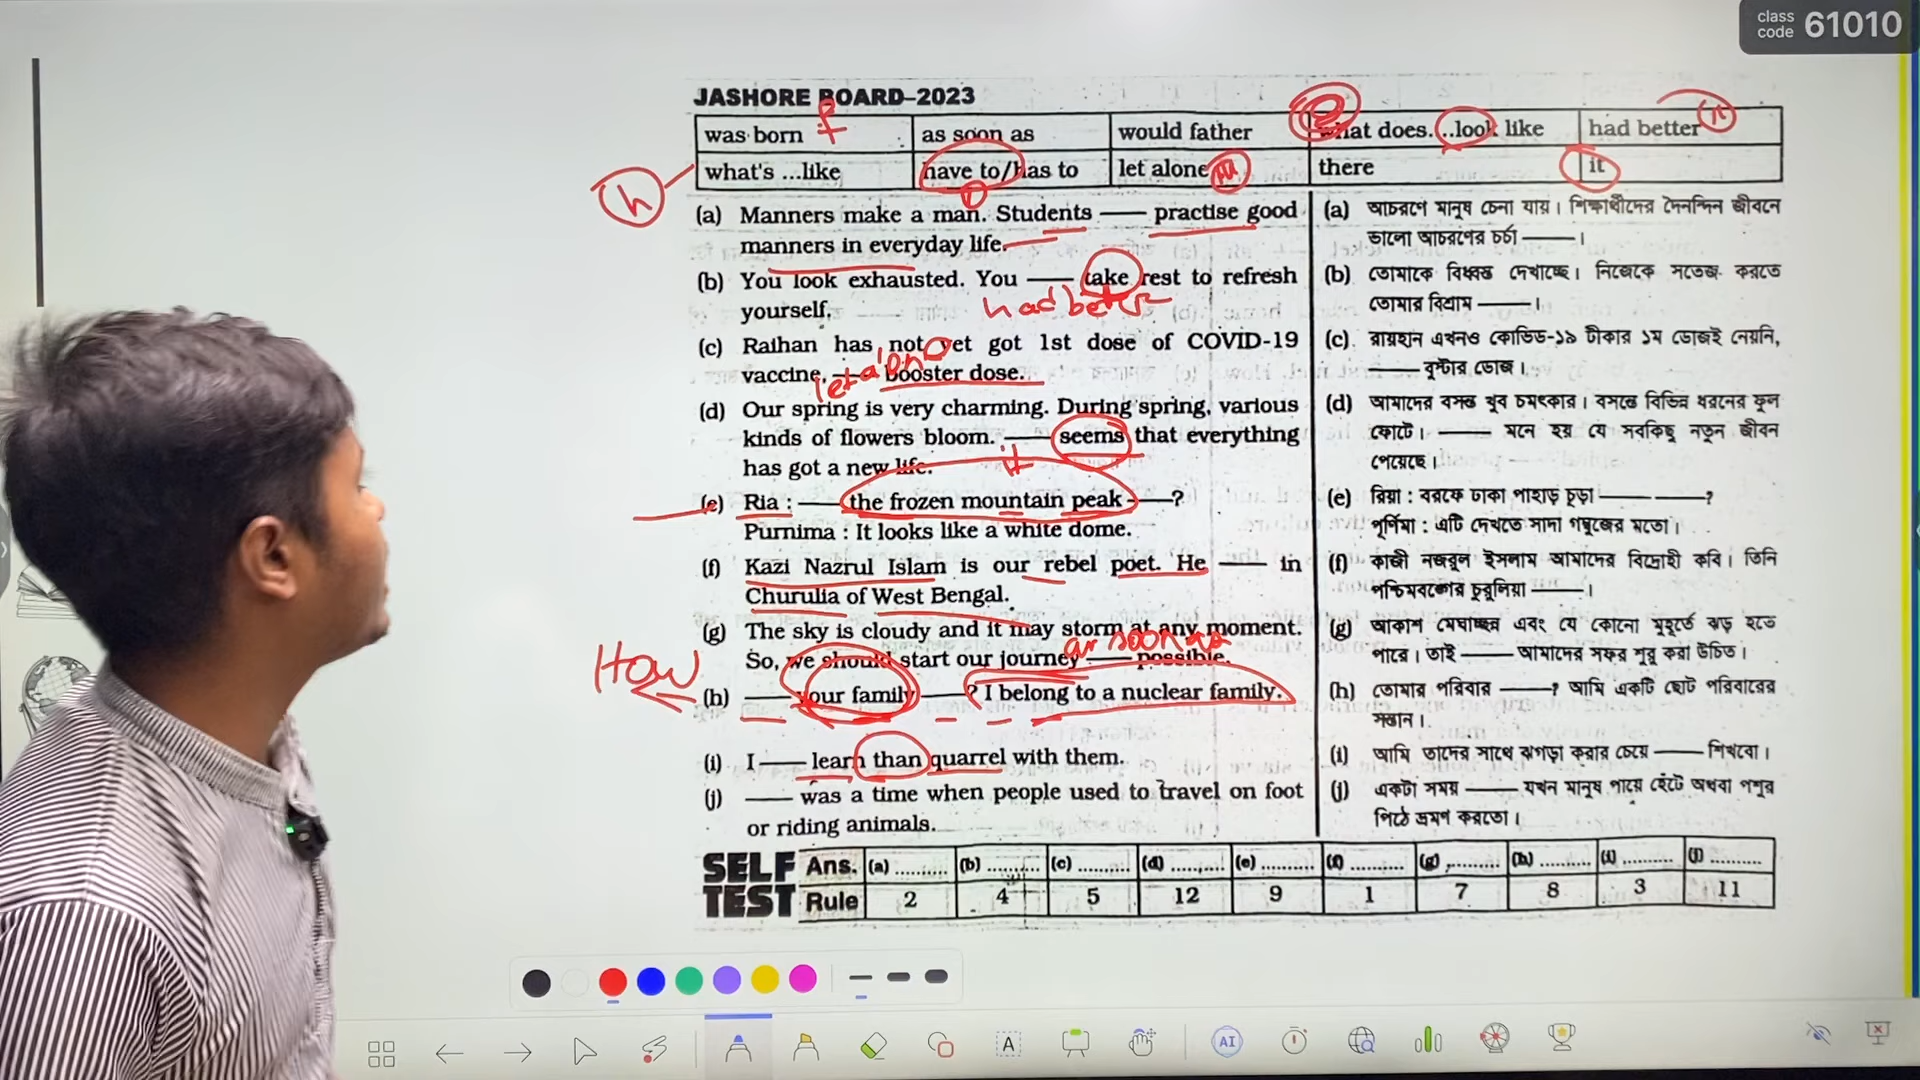 class code 61010
JASHORE BOARD–2023
was born f | as soon as | would father | what does...look like | had better
what's ...like | have to/has to | let alone | there | it
h
(a) Manners make a man. Students —— practise good
manners in everyday life.
(b) You look exhausted. You —— take rest to refresh
yourself.
had beter
(c) Raihan has not yet got 1st dose of COVID-19
vaccine, —— booster dose.
(d) Our spring is very charming. During spring, various
kinds of flowers bloom. —— seems that everything
has got a new life.
it
(e) Ria : —— the frozen mountain peak ——?
Purnima : It looks like a white dome.
(f) Kazi Nazrul Islam is our rebel poet. He —— in
Churulia of West Bengal.
(g) The sky is cloudy and it may storm at any moment.
as soon as
So, we should start our journey —— possible.
How
(h) —— your family ——? I belong to a nuclear family.
(i) I —— learn than quarrel with them.
(j) —— was a time when people used to travel on foot
or riding animals.
(a) আচরণে মানুষ চেনা যায়। শিক্ষার্থীদের দৈনন্দিন জীবনে
ভালো আচরণের চর্চা ——।
(b) তোমাকে বিধ্বস্ত দেখাচ্ছে। নিজেকে সতেজ করতে
তোমার বিশ্রাম ——।
(c) রায়হান এখনও কোভিড-১৯ টীকার ১ম ডোজই নেয়নি,
—— বুস্টার ডোজ।
(d) আমাদের বসন্ত খুব চমৎকার। বসন্তে বিভিন্ন ধরনের ফুল
ফোটে। —— মনে হয় যে সবকিছু নতুন জীবন
পেয়েছে।
(e) রিয়া : বরফে ঢাকা পাহাড় চূড়া —— ——?
পূর্ণিমা : এটি দেখতে সাদা গম্বুজের মতো।
(f) কাজী নজরুল ইসলাম আমাদের বিদ্রোহী কবি। তিনি
পশ্চিমবঙ্গের চুরুলিয়া ——।
(g) আকাশ মেঘাচ্ছন্ন এবং যে কোনো মুহূর্তে ঝড় হতে
পারে। তাই —— আমাদের সফর শুরু করা উচিত।
(h) তোমার পরিবার ——? আমি একটি ছোট পরিবারের
সন্তান।
(i) আমি তাদের সাথে ঝগড়া করার চেয়ে —— শিখবো।
(j) একটা সময় —— যখন মানুষ পায়ে হেঁটে অথবা পশুর
পিঠে ভ্রমণ করতো।
SELF TEST
Ans. | (a) .......... | (b) .......... | (c) .......... | (d) .......... | (e) .......... | (f) .......... | (g) .......... | (h) .......... | (i) .......... | (j) ..........
Rule | 2 | 4 | 5 | 12 | 9 | 1 | 7 | 8 | 3 | 11
A
AI